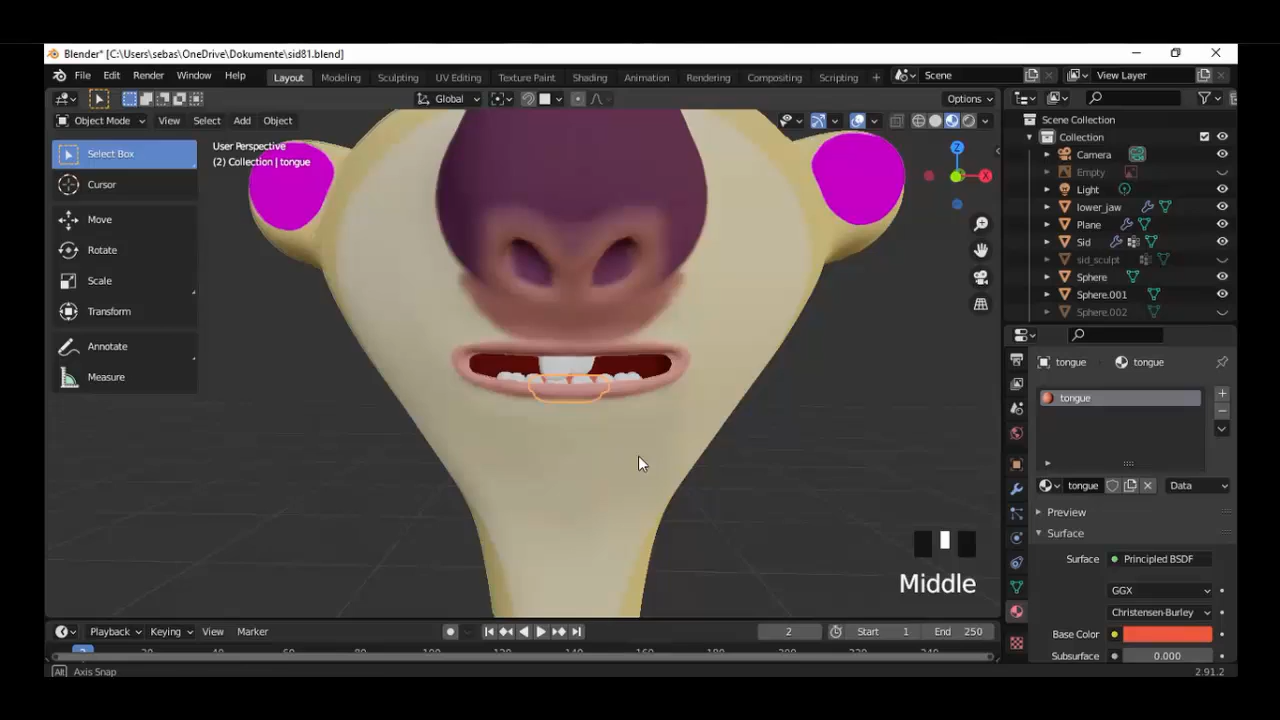 Blender* [C:\Users\sebas\OneDrive\Dokumente\sid81.blend]
File Edit Render Window Help Layout Modeling Sculpting UV Editing Texture Paint Shading Animation Rendering Compositing Scripting + Scene View Layer
Global Options
Object Mode View Select Add Object
User Perspective
(2) Collection | tongue
Select Box
Cursor
Move
Rotate
Scale
Transform
Annotate
Measure
Z
X
Middle
Scene Collection
Collection
Camera
Empty
Light
lower_jaw
Plane
Sid
sid_sculpt
Sphere
Sphere.001
Sphere.002
tongue tongue
tongue
tongue Data
Preview
Surface
Surface Principled BSDF
GGX
Christensen-Burley
Base Color
Subsurface 0.000
Playback Keying View Marker 2 Start 1 End 250
Alt Axis Snap 2.91.2